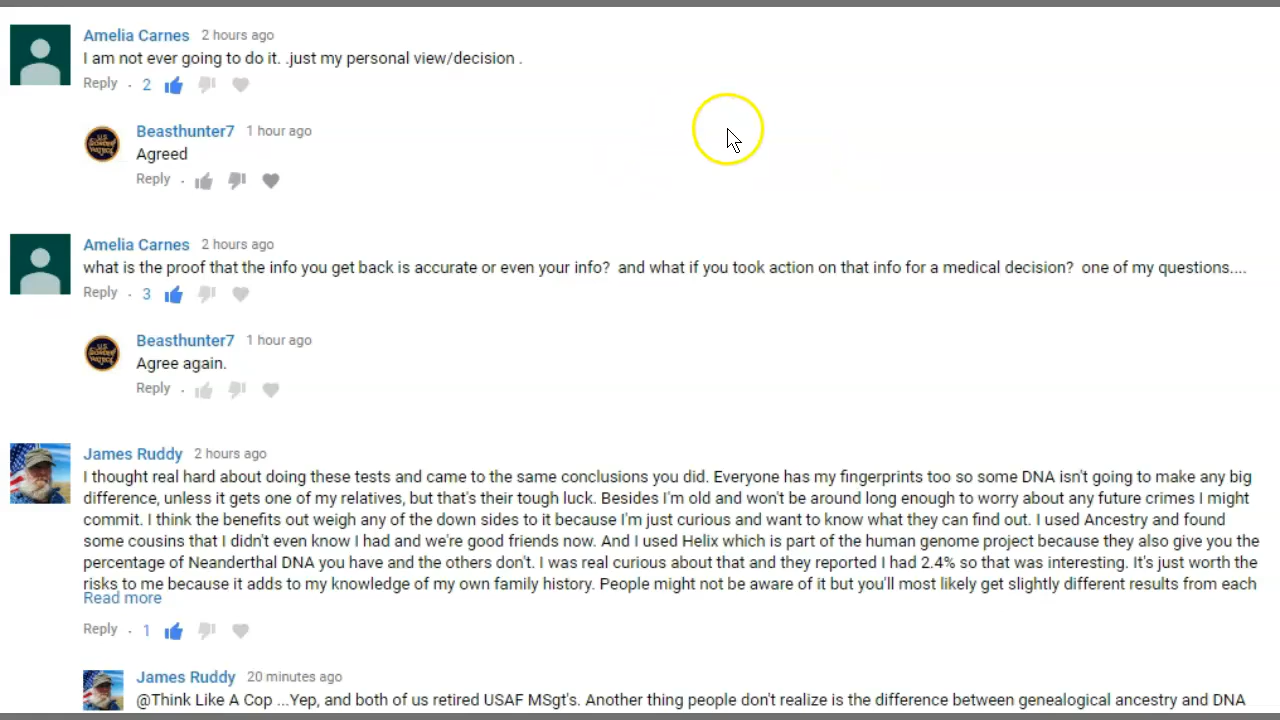 Amelia Carnes 2 hours ago
I am not ever going to do it. .just my personal view/decision .
Reply . 2
Beasthunter7 1 hour ago
Agreed
Reply .
Amelia Carnes 2 hours ago
what is the proof that the info you get back is accurate or even your info? and what if you took action on that info for a medical decision? one of my questions....
Reply . 3
Beasthunter7 1 hour ago
Agree again.
Reply .
James Ruddy 2 hours ago
I thought real hard about doing these tests and came to the same conclusions you did. Everyone has my fingerprints too so some DNA isn't going to make any big
difference, unless it gets one of my relatives, but that's their tough luck. Besides I'm old and won't be around long enough to worry about any future crimes I might
commit. I think the benefits out weigh any of the down sides to it because I'm just curious and want to know what they can find out. I used Ancestry and found
some cousins that I didn't even know I had and we're good friends now. And I used Helix which is part of the human genome project because they also give you the
percentage of Neanderthal DNA you have and the others don't. I was real curious about that and they reported I had 2.4% so that was interesting. It's just worth the
risks to me because it adds to my knowledge of my own family history. People might not be aware of it but you'll most likely get slightly different results from each
Read more
Reply . 1
James Ruddy 20 minutes ago
@Think Like A Cop ...Yep, and both of us retired USAF MSgt's. Another thing people don't realize is the difference between genealogical ancestry and DNA